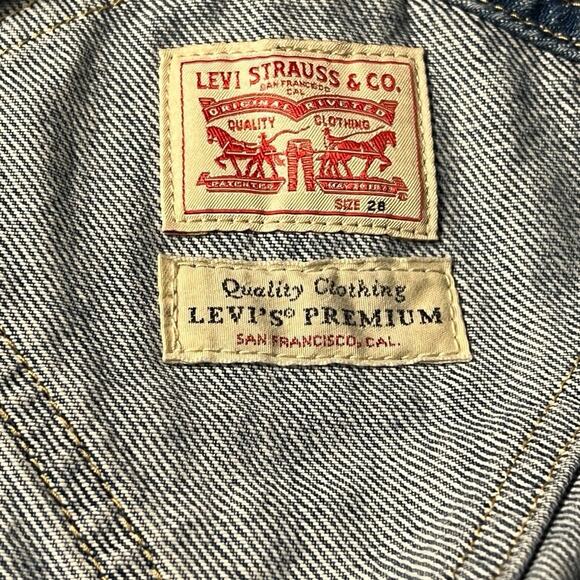 LEVI STRAUSS & CO.
SAN FRANCISCO
CAL.
ORIGINAL RIVETED
QUALITY CLOTHING
PATENTED MAY 20 1873
SIZE 28
Quality Clothing
LEVI'S® PREMIUM
SAN FRANCISCO, CAL.